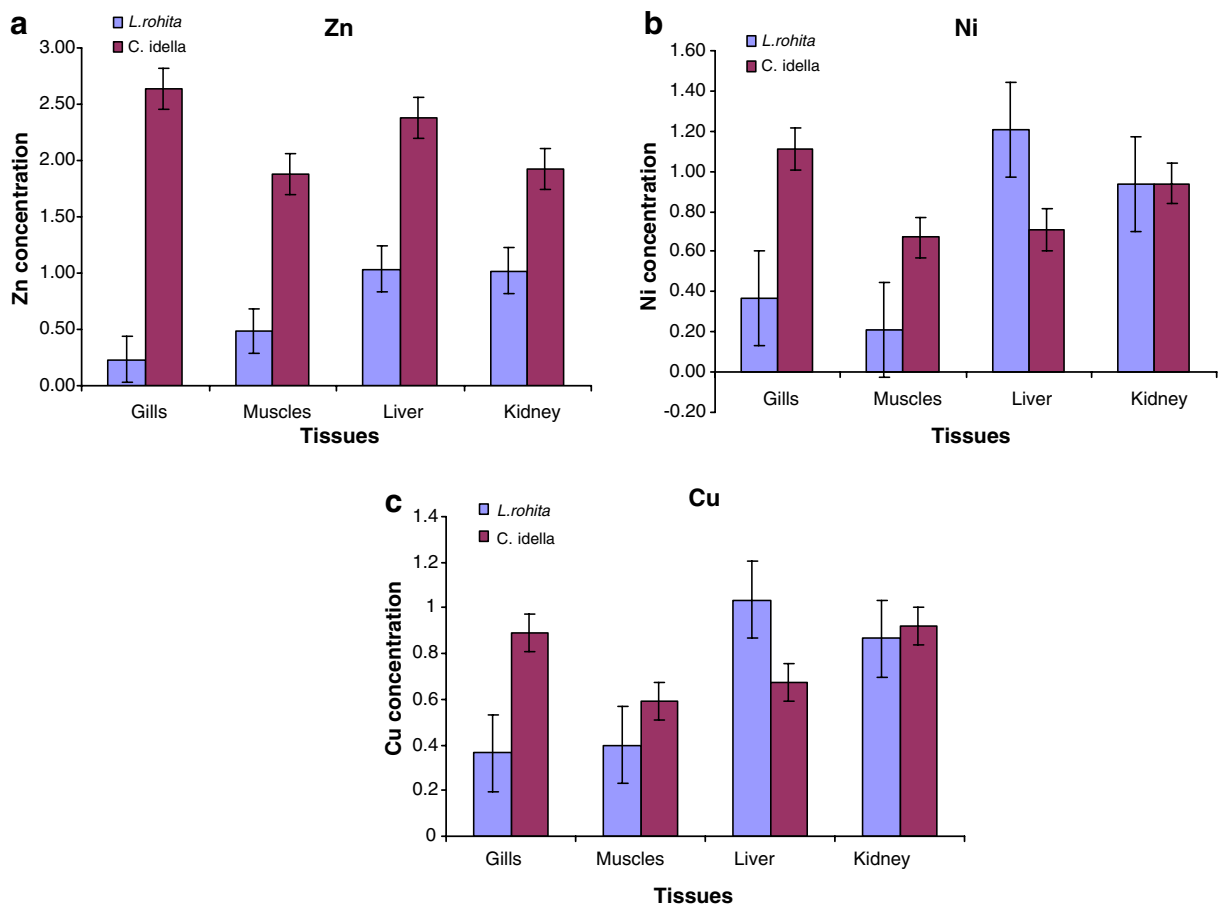 a
Zn
L.rohita
C. idella
3.00
2.50
2.00
1.50
1.00
0.50
0.00
Zn concentration
Gills Muscles Liver Kidney
Tissues
b
Ni
L.rohita
C. idella
1.60
1.40
1.20
1.00
0.80
0.60
0.40
0.20
0.00
-0.20
Ni concentration
Gills Muscles Liver Kidney
Tissues
c
Cu
L.rohita
C. idella
1.4
1.2
1
0.8
0.6
0.4
0.2
0
Cu concentration
Gills Muscles Liver Kidney
Tissues